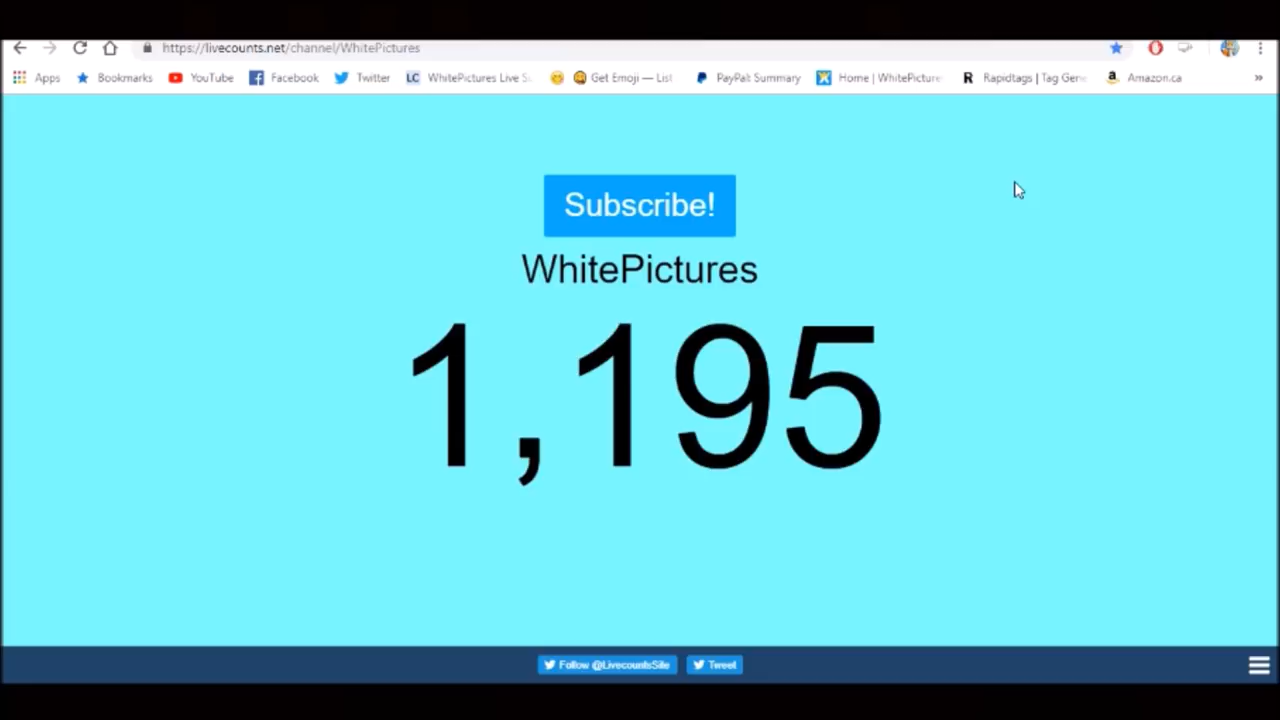 https://livecounts.net/channel/WhitePictures
Apps Bookmarks YouTube Facebook Twitter LC WhitePictures Live S Get Emoji — List PayPal: Summary Home | WhitePicture R Rapidtags | Tag Gene Amazon.ca »
Subscribe!
WhitePictures
1,195
Follow @LivecountsSite Tweet